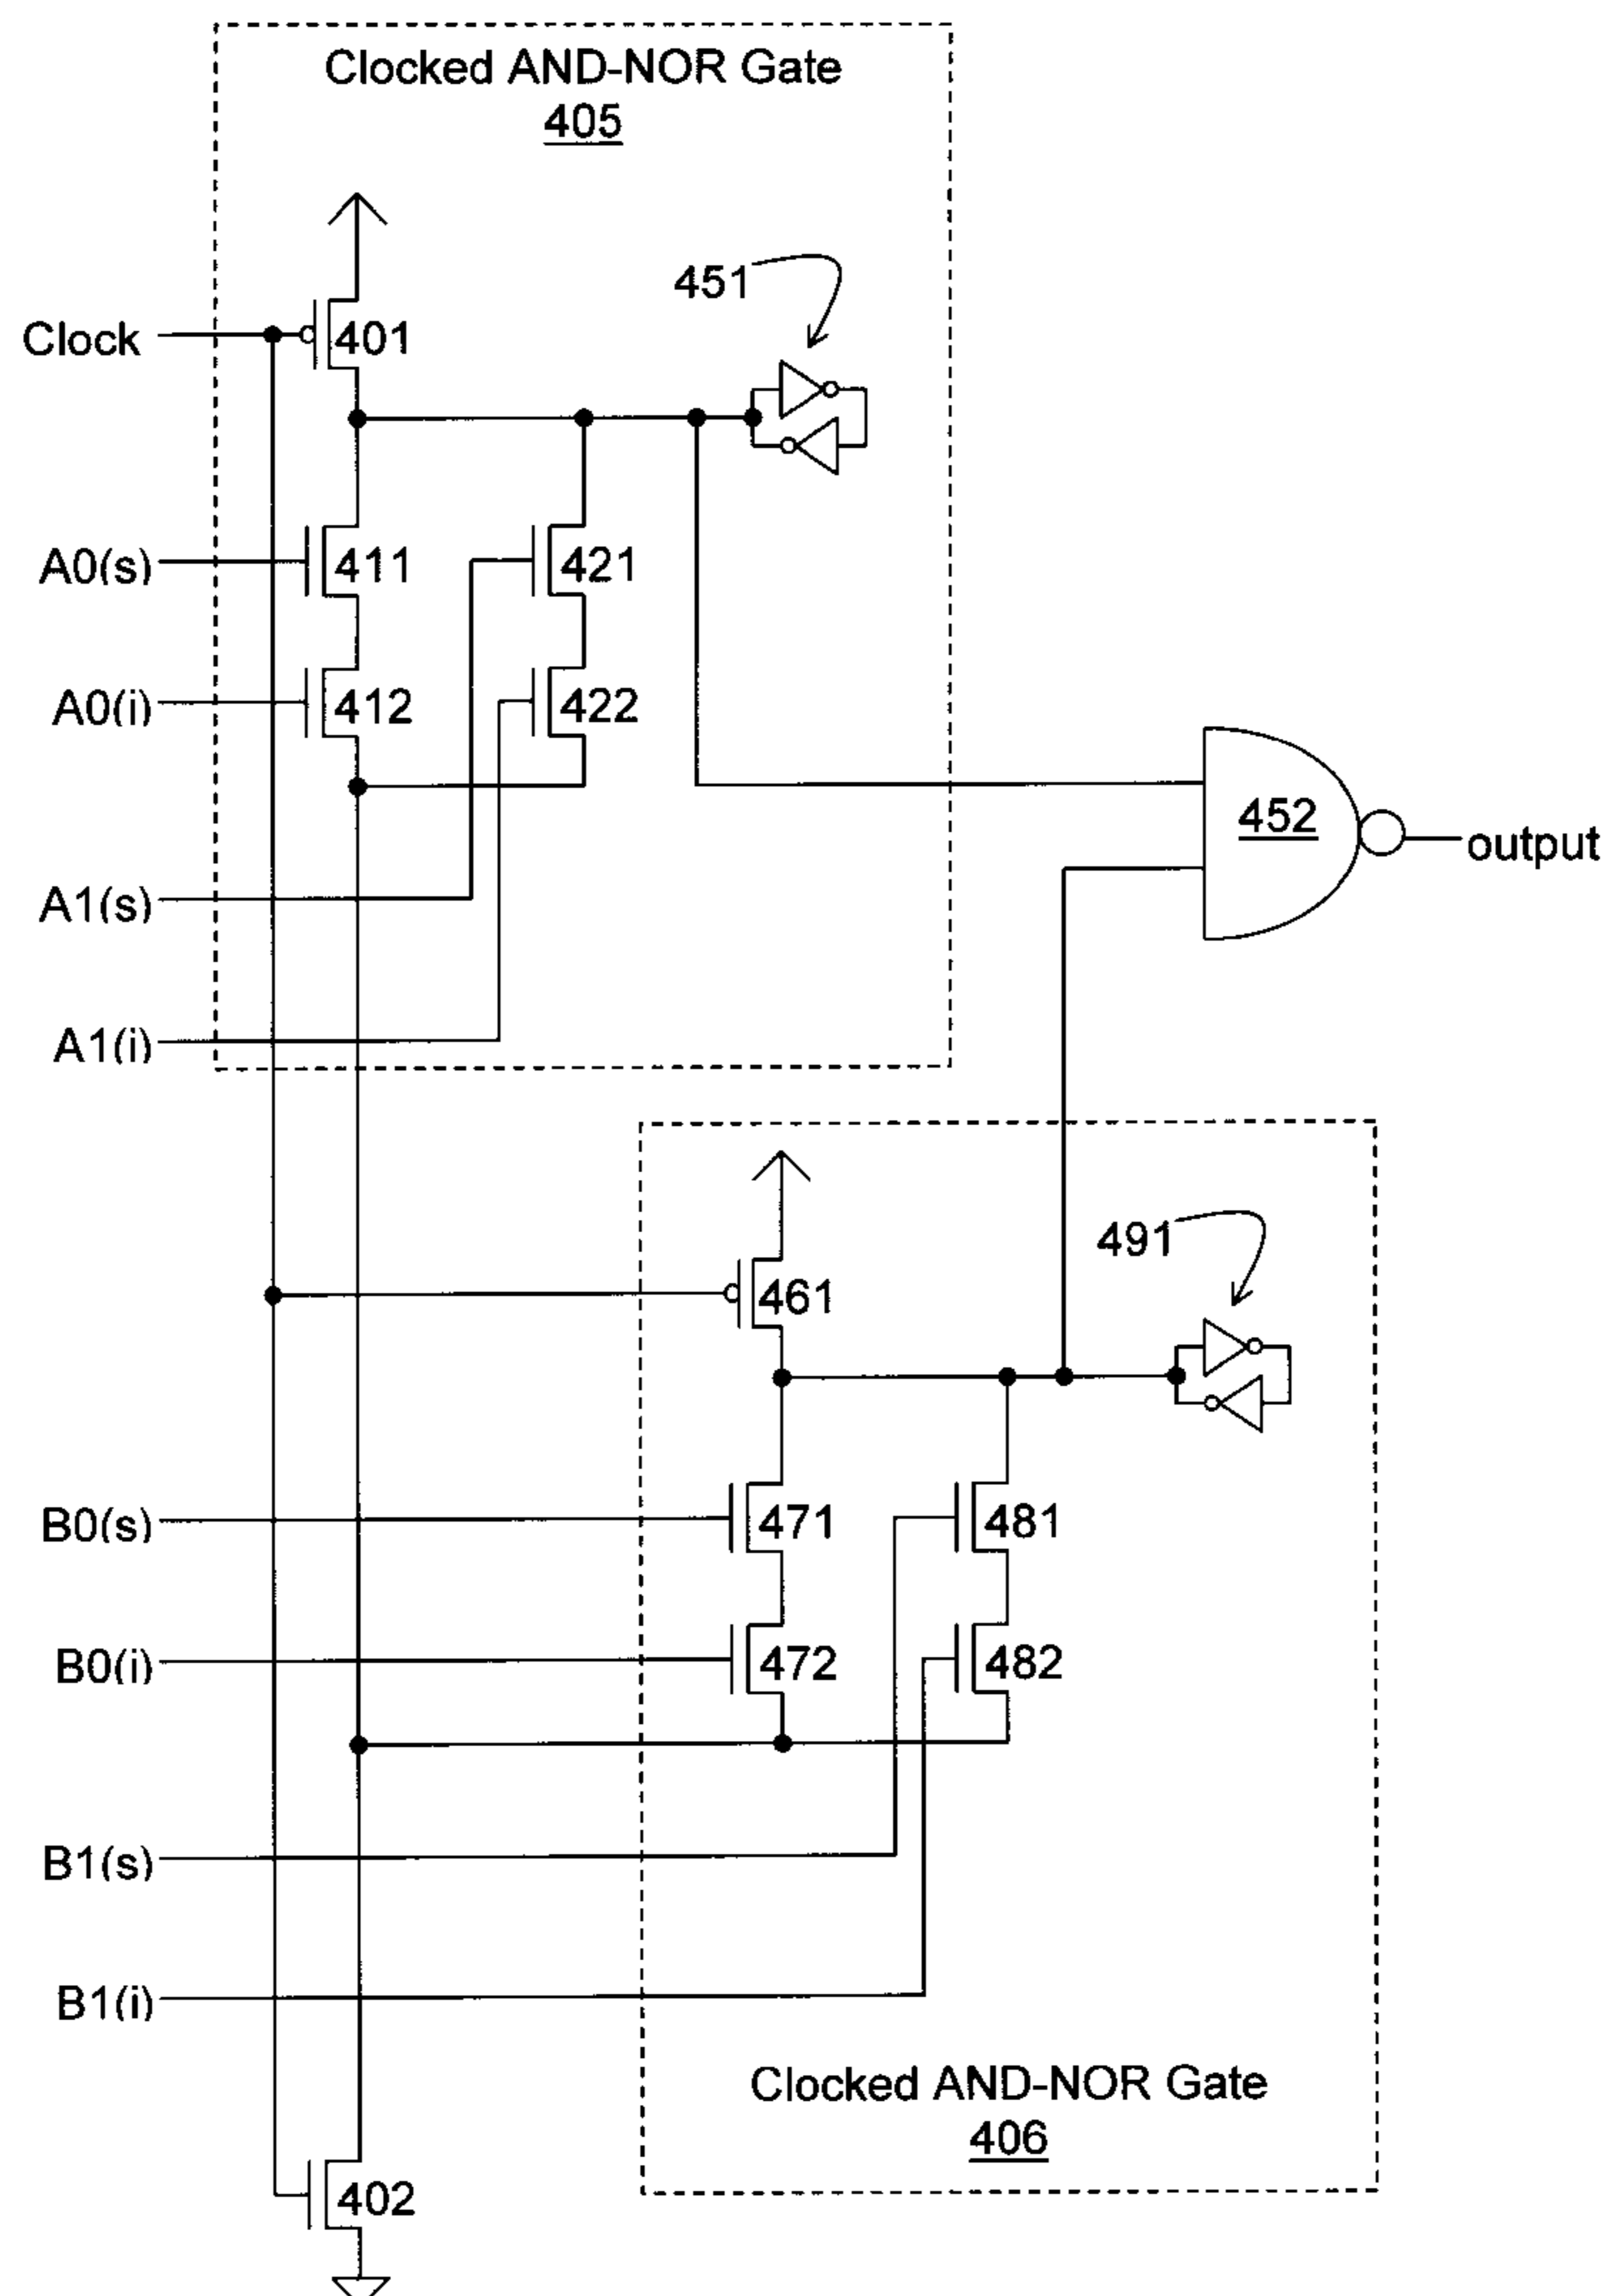 Clocked AND-NOR Gate
405
451
Clock
401
A0(s)
411
421
A0(i)
412
422
452
output
A1(s)
A1(i)
491
461
B0(s)
471
481
B0(i)
472
482
B1(s)
B1(i)
Clocked AND-NOR Gate
406
402